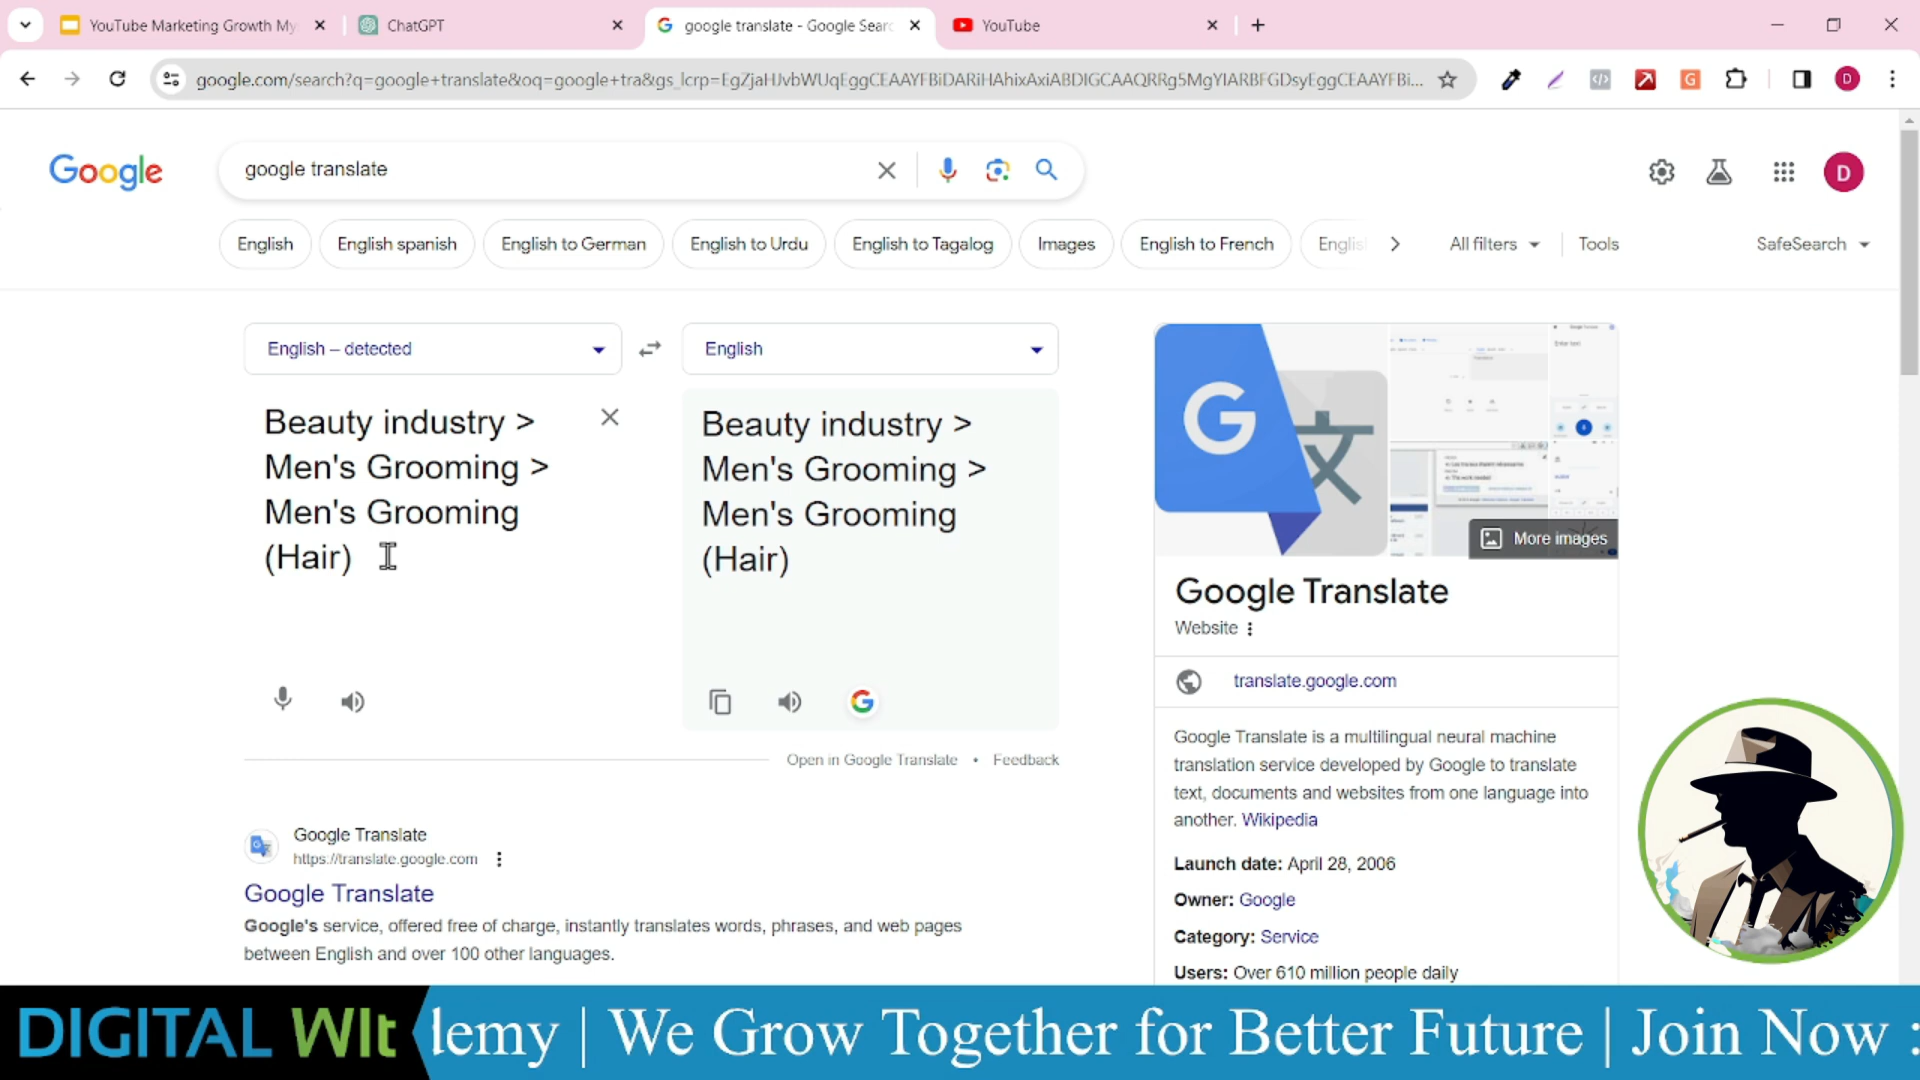 YouTube Marketing Growth My
ChatGPT
google translate - Google Searc
YouTube
google.com/search?q=google+translate&oq=google+tra&gs_lcrp=EgZjaHJvbWUqEggCEAAYFBiDARiHAhixAxiABDIGCAAQRRg5MgYIARBFGDsyEggCEAAYFBi...
D
Google
google translate
D
English
English spanish
English to German
English to Urdu
English to Tagalog
Images
English to French
Englis
All filters
Tools
SafeSearch
English – detected
English
Beauty industry >
Men's Grooming >
Men's Grooming
(Hair)
Beauty industry >
Men's Grooming >
Men's Grooming
(Hair)
Open in Google Translate • Feedback
More images
Google Translate
Website
translate.google.com
Google Translate is a multilingual neural machine
translation service developed by Google to translate
text, documents and websites from one language into
another. Wikipedia
Launch date: April 28, 2006
Owner: Google
Category: Service
Users: Over 610 million people daily
Google Translate
https://translate.google.com
Google Translate
Google's service, offered free of charge, instantly translates words, phrases, and web pages
between English and over 100 other languages.
DIGITAL WIt
demy | We Grow Together for Better Future | Join Now :